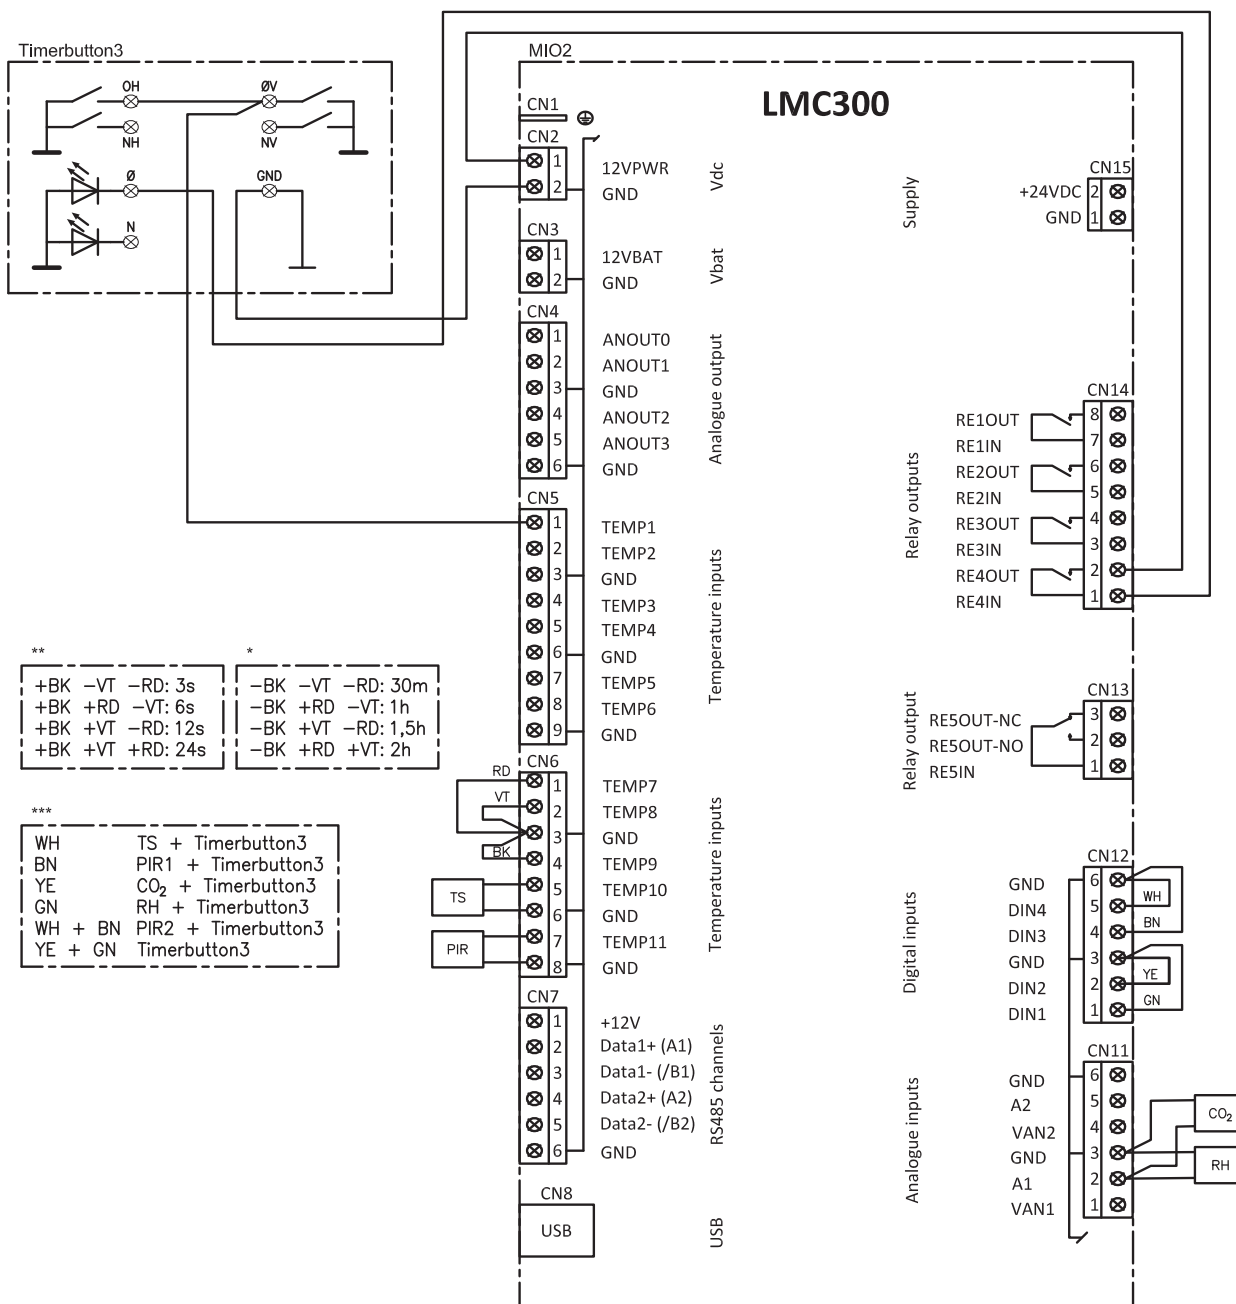 Timerbutton3
OH
ØV
NH
NV
Ø
GND
N
MIO2
LMC300
CN1
CN2
1 12VPWR
2 GND
Vdc
CN3
1 12VBAT
2 GND
Vbat
CN4
1 ANOUT0
2 ANOUT1
3 GND
4 ANOUT2
5 ANOUT3
6 GND
Analogue output
CN5
1 TEMP1
2 TEMP2
3 GND
4 TEMP3
5 TEMP4
6 GND
7 TEMP5
8 TEMP6
9 GND
Temperature inputs
CN6
RD
VT
BK
TS
PIR
1 TEMP7
2 TEMP8
3 GND
4 TEMP9
5 TEMP10
6 GND
7 TEMP11
8 GND
Temperature inputs
CN7
1 +12V
2 Data1+ (A1)
3 Data1- (/B1)
4 Data2+ (A2)
5 Data2- (/B2)
6 GND
RS485 channels
CN8
USB
USB
**
+BK -VT -RD: 3s
+BK +RD -VT: 6s
+BK +VT -RD: 12s
+BK +VT +RD: 24s
*
-BK -VT -RD: 30m
-BK +RD -VT: 1h
-BK +VT -RD: 1,5h
-BK +RD +VT: 2h
***
WH TS + Timerbutton3
BN PIR1 + Timerbutton3
YE CO₂ + Timerbutton3
GN RH + Timerbutton3
WH + BN PIR2 + Timerbutton3
YE + GN Timerbutton3
CN15
+24VDC 2
GND 1
Supply
CN14
RE1OUT 8
RE1IN 7
RE2OUT 6
RE2IN 5
RE3OUT 4
RE3IN 3
RE4OUT 2
RE4IN 1
Relay outputs
CN13
RE5OUT-NC 3
RE5OUT-NO 2
RE5IN 1
Relay output
CN12
GND 6
DIN4 5
DIN3 4
GND 3
DIN2 2
DIN1 1
WH
BN
YE
GN
Digital inputs
CN11
GND 6
A2 5
VAN2 4
GND 3
A1 2
VAN1 1
CO₂
RH
Analogue inputs